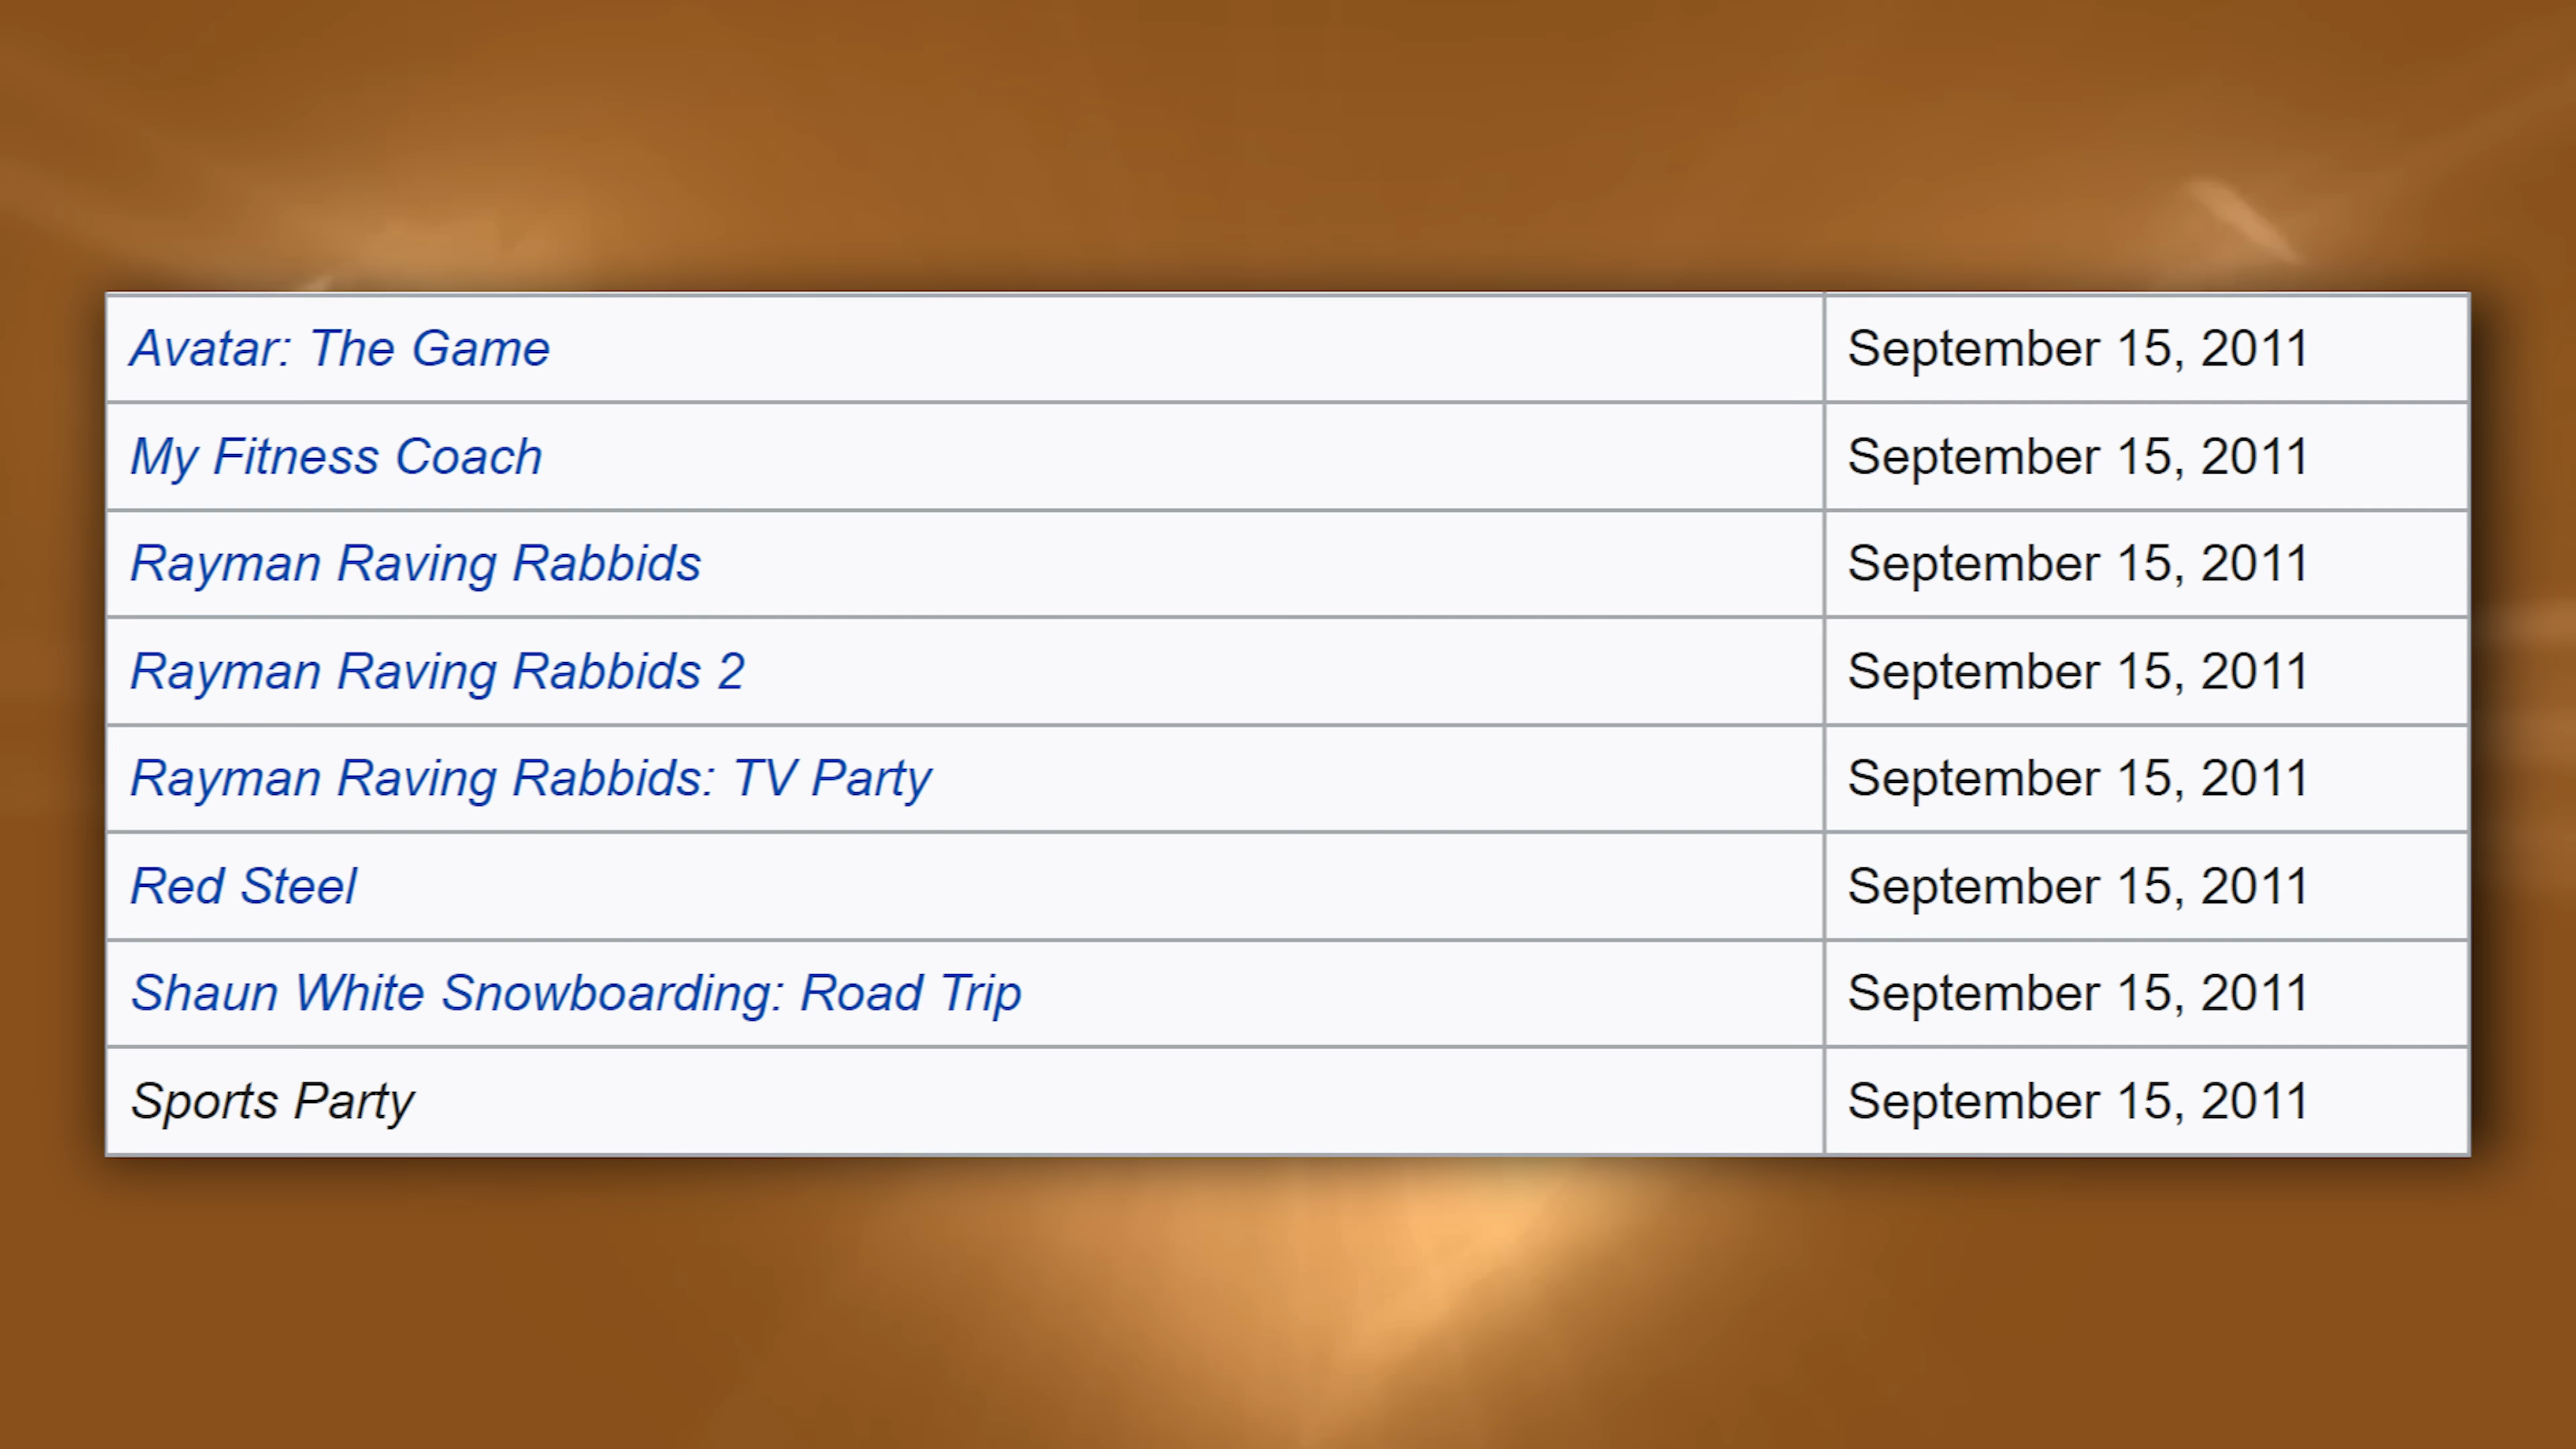 Avatar: The Game September 15, 2011
My Fitness Coach September 15, 2011
Rayman Raving Rabbids September 15, 2011
Rayman Raving Rabbids 2 September 15, 2011
Rayman Raving Rabbids: TV Party September 15, 2011
Red Steel September 15, 2011
Shaun White Snowboarding: Road Trip September 15, 2011
Sports Party September 15, 2011